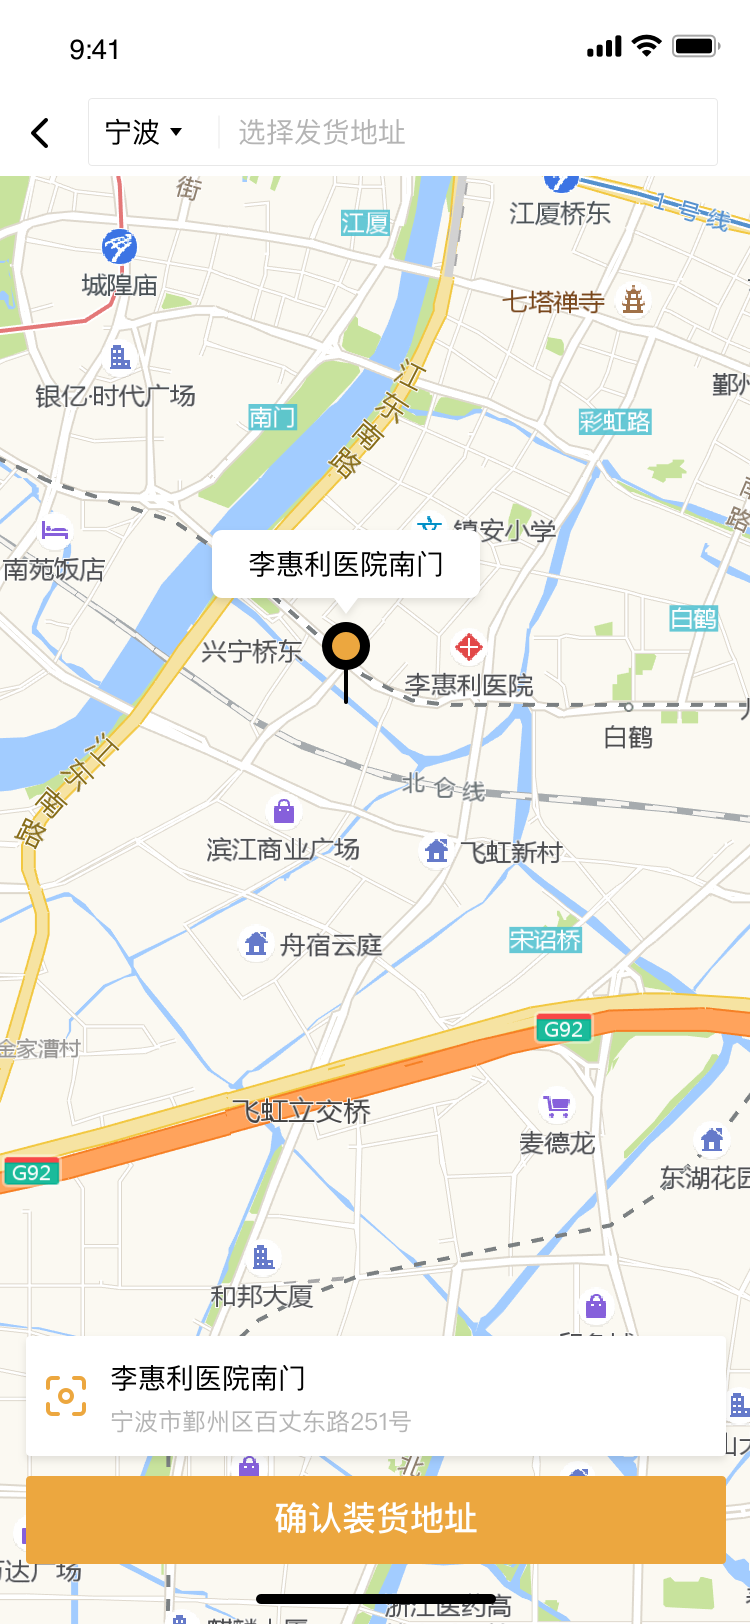 9:41
宁波
选择发货地址
街
江厦
江厦桥东
1号线
城隍庙
七塔禅寺
银亿·时代广场
鄞州
南门
江东南路
彩虹路
镇安小学
南苑饭店
李惠利医院南门
白鹤
兴宁桥东
李惠利医院
白鹤
江东南路
北仑线
滨江商业广场
飞虹新村
舟宿云庭
宋诏桥
G92
金家漕村
飞虹立交桥
麦德龙
G92
东湖花园
和邦大厦
李惠利医院南门
宁波市鄞州区百丈东路251号
北
确认装货地址
万达广场
浙江医药高